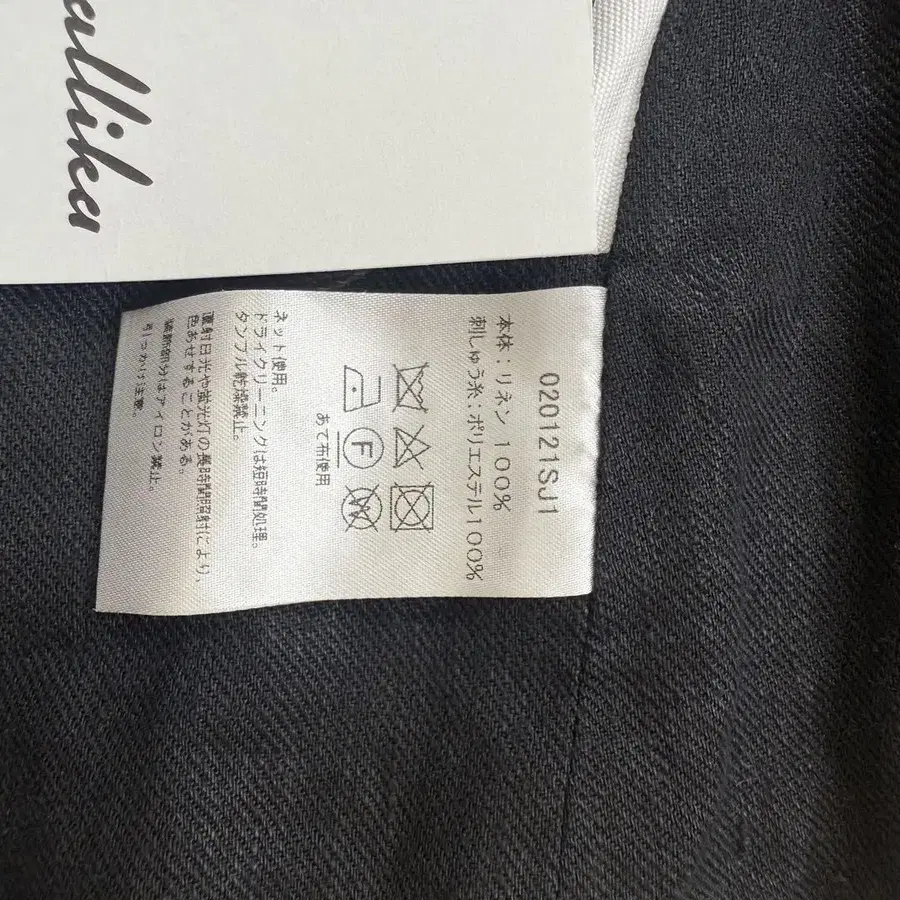 allika
020121SJ1
本体：リネン 100%
刺しゅう糸：ポリエステル100%
F
W
あて布使用
ネット使用。
ドライクリーニングは短時間処理。
タンブル乾燥禁止。
直射日光や蛍光灯の長時間照射により、
色あせすることがある。
装飾部分はアイロン禁止。
引っかけ注意。